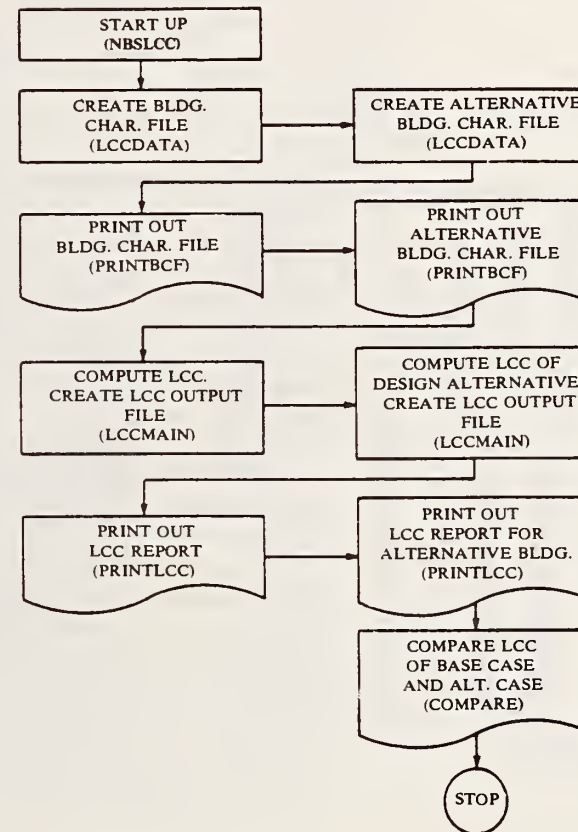 START UP
(NBSLCC)
CREATE BLDG.
CHAR. FILE
(LCCDATA)
CREATE ALTERNATIVE
BLDG. CHAR. FILE
(LCCDATA)
PRINT OUT
BLDG. CHAR. FILE
(PRINTBCF)
PRINT OUT
ALTERNATIVE
BLDG. CHAR. FILE
(PRINTBCF)
COMPUTE LCC.
CREATE LCC OUTPUT
FILE
(LCCMAIN)
COMPUTE LCC OF
DESIGN ALTERNATIVE
CREATE LCC OUTPUT
FILE
(LCCMAIN)
PRINT OUT
LCC REPORT
(PRINTLCC)
PRINT OUT
LCC REPORT FOR
ALTERNATIVE BLDG.
(PRINTLCC)
COMPARE LCC
OF BASE CASE
AND ALT. CASE
(COMPARE)
STOP